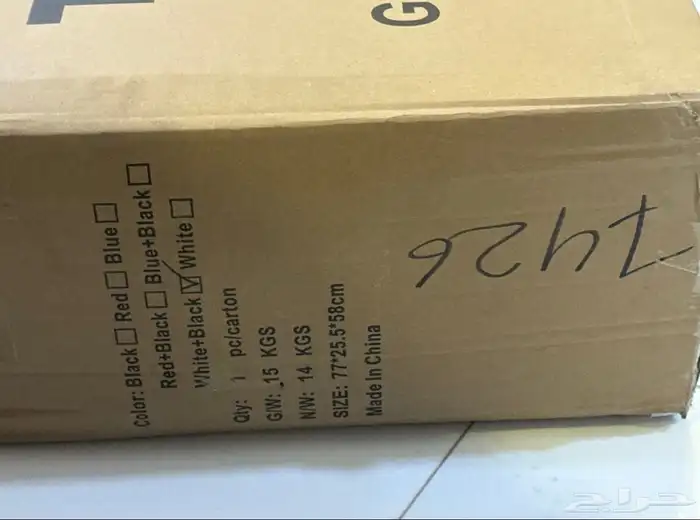 G
Color: Black☐ Red☐ Blue☐
Red+Black☐ Blue+Black☐
White+Black☑ White☐
Qty: 1 pc/carton
G/W: 15 KGS
N/W: 14 KGS
SIZE: 77*25.5*58cm
Made In China
7426
حراج